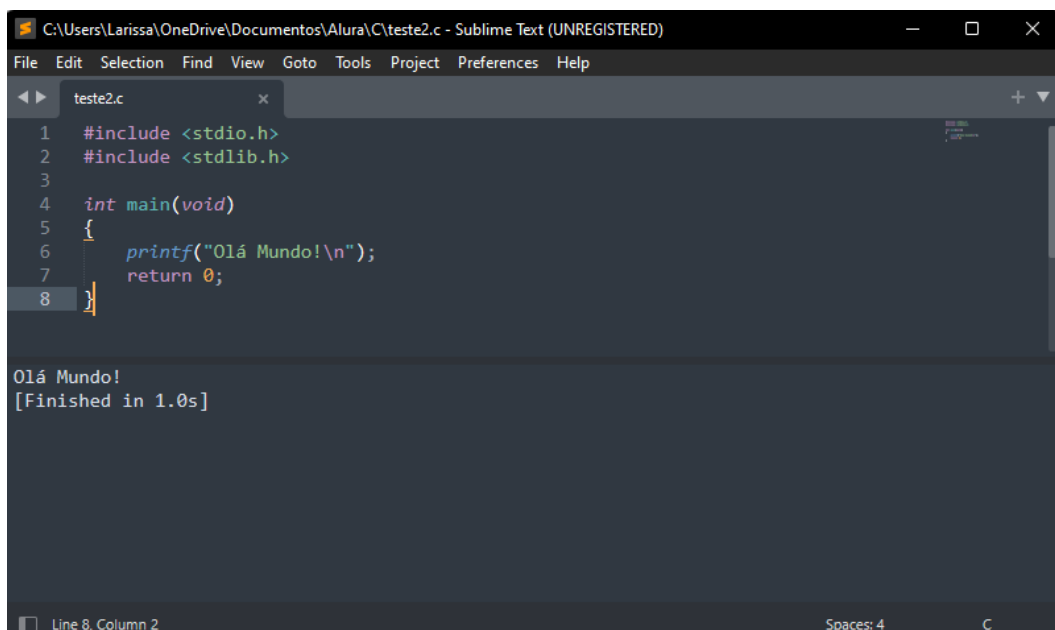 C:\Users\Larissa\OneDrive\Documentos\Alura\C\teste2.c - Sublime Text (UNREGISTERED)
File Edit Selection Find View Goto Tools Project Preferences Help
teste2.c
1 #include <stdio.h>
2 #include <stdlib.h>
3
4 int main(void)
5 {
6 printf("Olá Mundo!\n");
7 return 0;
8 }
Olá Mundo!
[Finished in 1.0s]
Line 8, Column 2 Spaces: 4 C